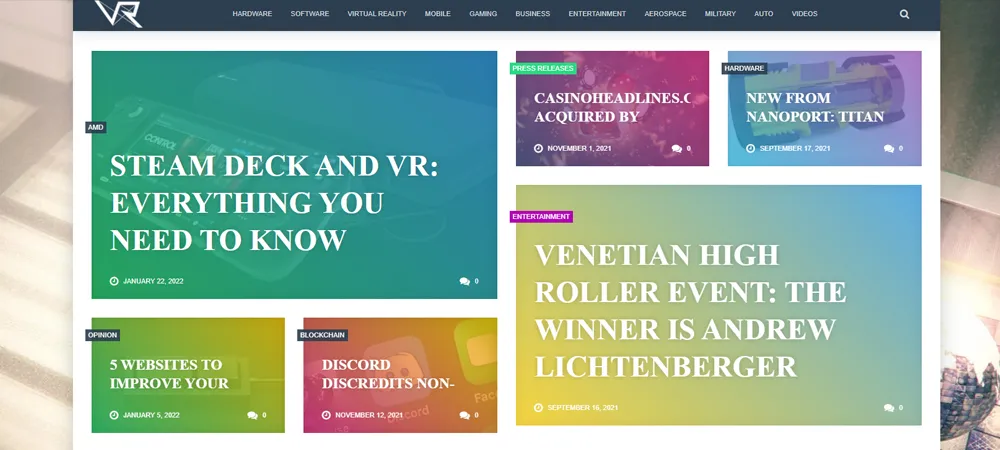 VR
HARDWARE SOFTWARE VIRTUAL REALITY MOBILE GAMING BUSINESS ENTERTAINMENT AEROSPACE MILITARY AUTO VIDEOS
AMD
STEAM DECK AND VR:
EVERYTHING YOU
NEED TO KNOW
JANUARY 22, 2022 0
PRESS RELEASES
CASINOHEADLINES.C
ACQUIRED BY
NOVEMBER 1, 2021 0
HARDWARE
NEW FROM
NANOPORT: TITAN
SEPTEMBER 17, 2021 0
ENTERTAINMENT
VENETIAN HIGH
ROLLER EVENT: THE
WINNER IS ANDREW
LICHTENBERGER
SEPTEMBER 16, 2021 0
OPINION
5 WEBSITES TO
IMPROVE YOUR
JANUARY 5, 2022 0
BLOCKCHAIN
DISCORD
DISCREDITS NON-
NOVEMBER 12, 2021 0
Discord
Face
CONTROL